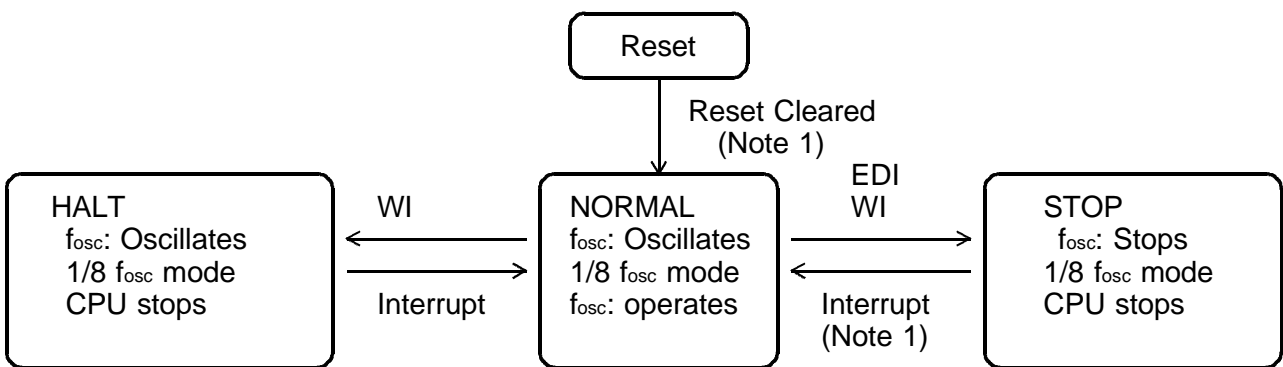 Reset
Reset Cleared
(Note 1)
HALT
fosc: Oscillates
1/8 fosc mode
CPU stops
WI
Interrupt
NORMAL
fosc: Oscillates
1/8 fosc mode
fosc: operates
EDI
WI
Interrupt
(Note 1)
STOP
fosc: Stops
1/8 fosc mode
CPU stops